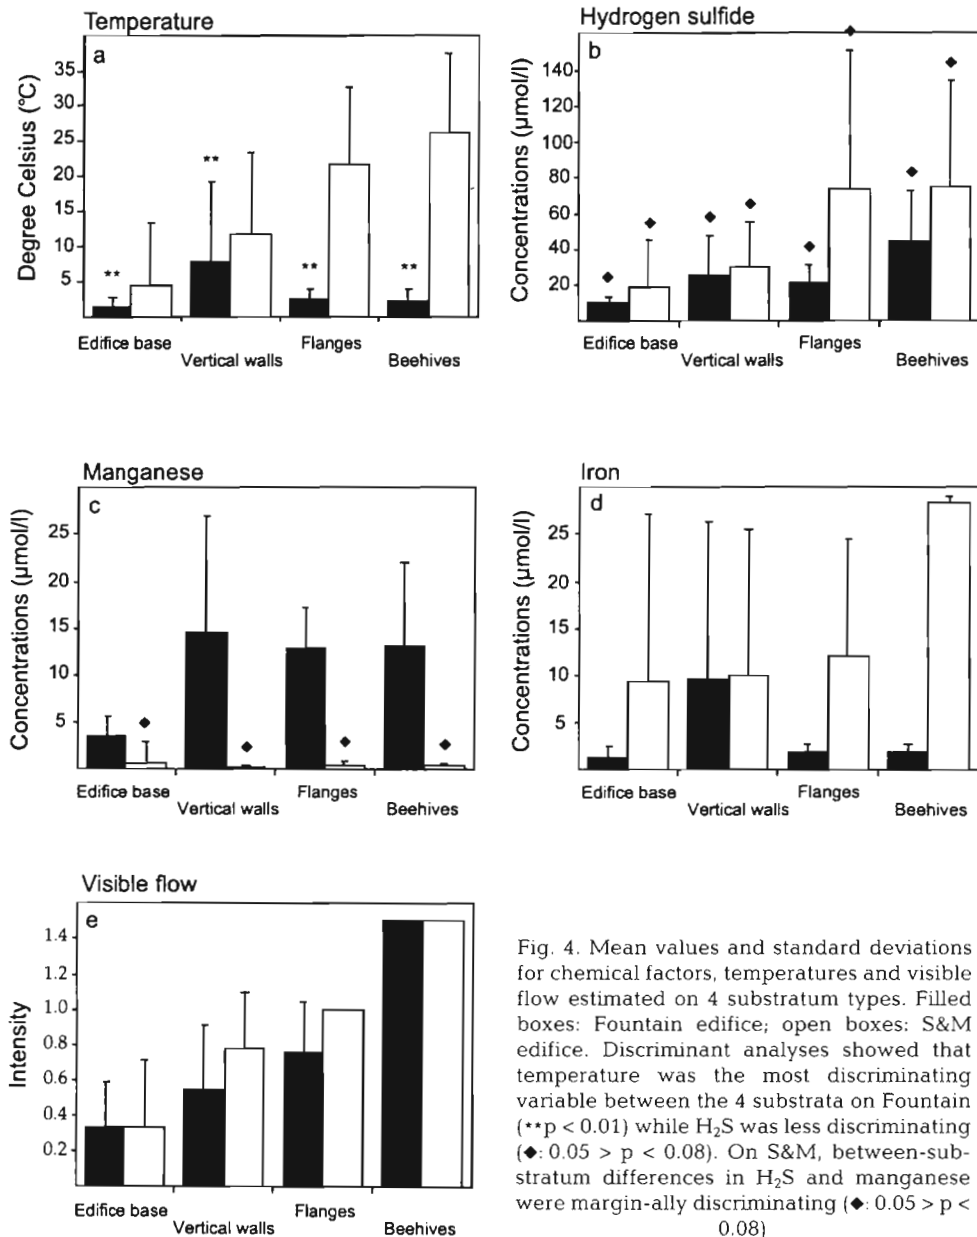 Temperature
a
Degree Celsius (°C)
35
30
25
20
15
10
5
** ** ** **
Edifice base
Vertical walls
Flanges
Beehives
Hydrogen sulfide
b
Concentrations (µmol/l)
140
100
80
60
40
20
◆ ◆ ◆ ◆ ◆ ◆ ◆ ◆
Edifice base
Vertical walls
Flanges
Beehives
Manganese
c
Concentrations (µmol/l)
25
20
15
10
5
◆ ◆ ◆ ◆
Edifice base
Vertical walls
Flanges
Beehives
Iron
d
Concentrations (µmol/l)
25
20
15
10
5
Edifice base
Vertical walls
Flanges
Beehives
Visible flow
e
Intensity
1.4
1.0
0.8
0.6
0.4
0.2
Edifice base
Vertical walls
Flanges
Beehives
Fig. 4. Mean values and standard deviations
for chemical factors, temperatures and visible
flow estimated on 4 substratum types. Filled
boxes: Fountain edifice; open boxes: S&M
edifice. Discriminant analyses showed that
temperature was the most discriminating
variable between the 4 substrata on Fountain
(**p < 0.01) while H₂S was less discriminating
(◆: 0.05 > p < 0.08). On S&M, between-sub-
stratum differences in H₂S and manganese
were margin-ally discriminating (◆: 0.05 > p <
0.08)